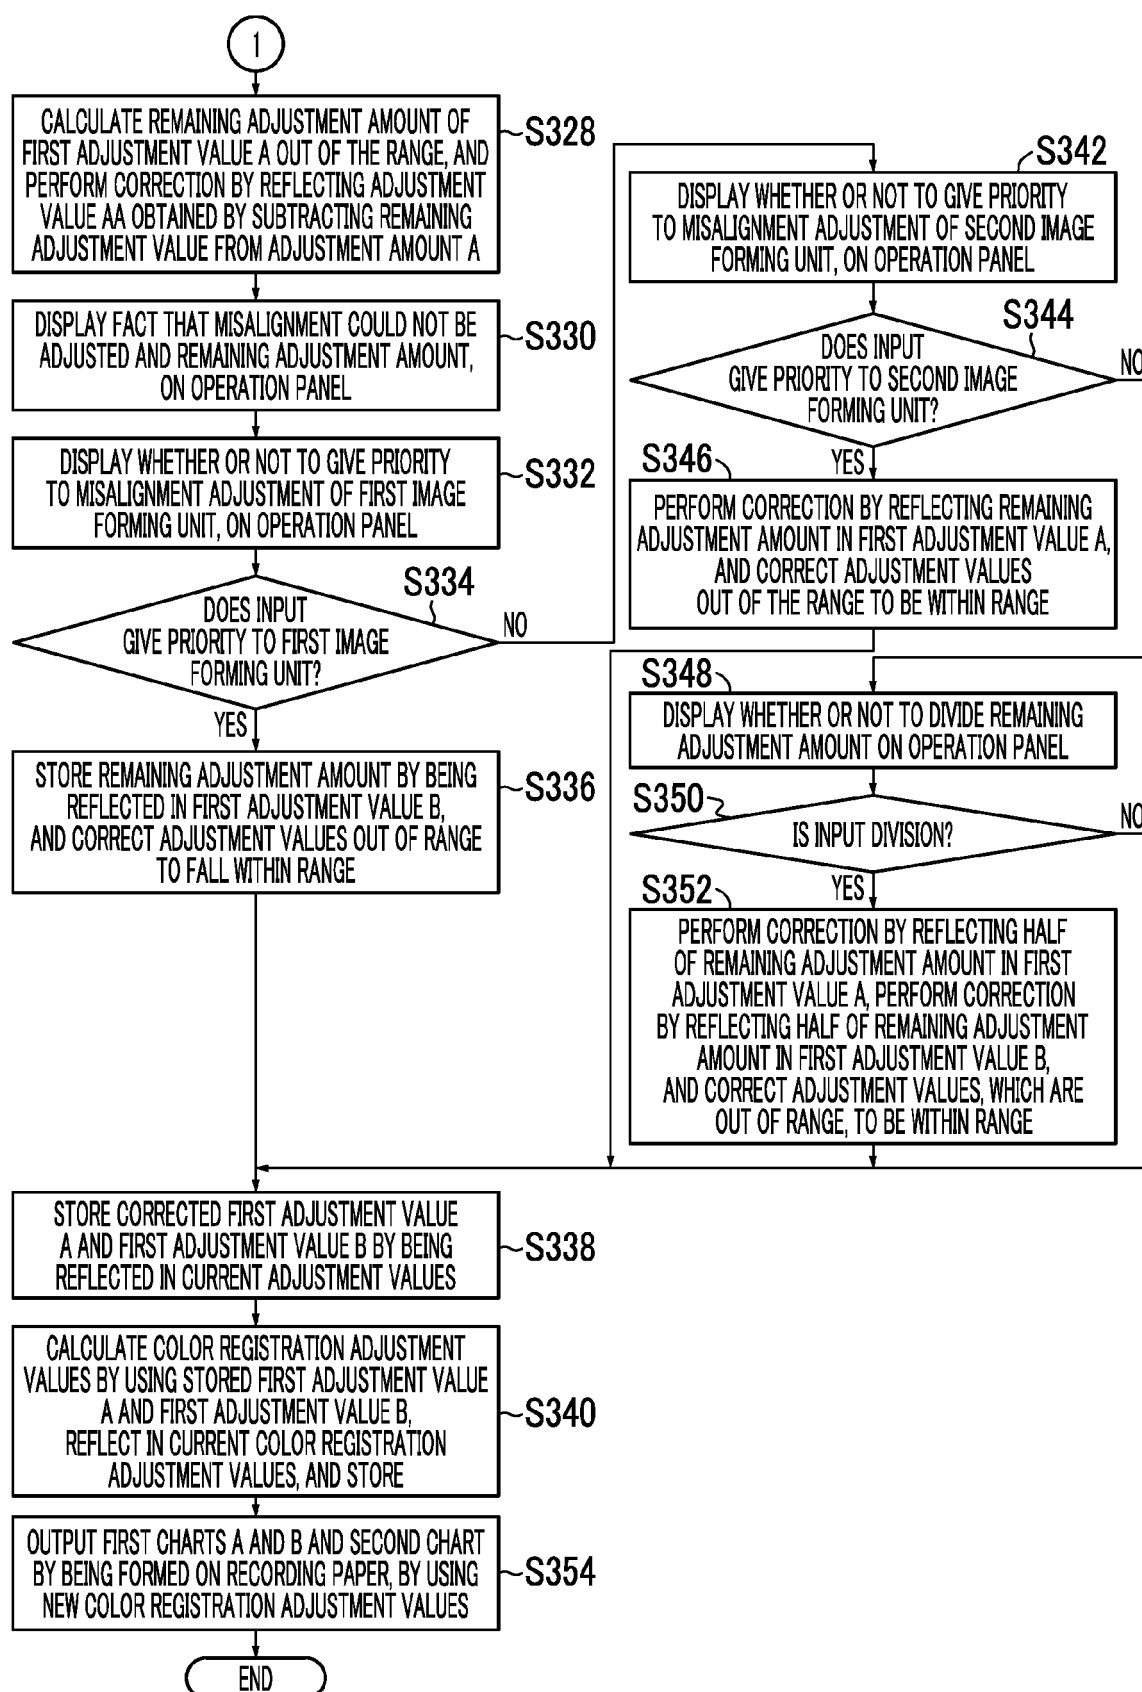 1
CALCULATE REMAINING ADJUSTMENT AMOUNT OF
FIRST ADJUSTMENT VALUE A OUT OF THE RANGE, AND
PERFORM CORRECTION BY REFLECTING ADJUSTMENT
VALUE AA OBTAINED BY SUBTRACTING REMAINING
ADJUSTMENT VALUE FROM ADJUSTMENT AMOUNT A
S328
DISPLAY FACT THAT MISALIGNMENT COULD NOT BE
ADJUSTED AND REMAINING ADJUSTMENT AMOUNT,
ON OPERATION PANEL
S330
DISPLAY WHETHER OR NOT TO GIVE PRIORITY
TO MISALIGNMENT ADJUSTMENT OF FIRST IMAGE
FORMING UNIT, ON OPERATION PANEL
S332
S334
DOES INPUT
GIVE PRIORITY TO FIRST IMAGE
FORMING UNIT?
NO
YES
STORE REMAINING ADJUSTMENT AMOUNT BY BEING
REFLECTED IN FIRST ADJUSTMENT VALUE B,
AND CORRECT ADJUSTMENT VALUES OUT OF RANGE
TO FALL WITHIN RANGE
S336
S342
DISPLAY WHETHER OR NOT TO GIVE PRIORITY
TO MISALIGNMENT ADJUSTMENT OF SECOND IMAGE
FORMING UNIT, ON OPERATION PANEL
S344
DOES INPUT
GIVE PRIORITY TO SECOND IMAGE
FORMING UNIT?
NO
YES
S346
PERFORM CORRECTION BY REFLECTING REMAINING
ADJUSTMENT AMOUNT IN FIRST ADJUSTMENT VALUE A,
AND CORRECT ADJUSTMENT VALUES
OUT OF THE RANGE TO BE WITHIN RANGE
S348
DISPLAY WHETHER OR NOT TO DIVIDE REMAINING
ADJUSTMENT AMOUNT ON OPERATION PANEL
S350
IS INPUT DIVISION?
NO
YES
S352
PERFORM CORRECTION BY REFLECTING HALF
OF REMAINING ADJUSTMENT AMOUNT IN FIRST
ADJUSTMENT VALUE A, PERFORM CORRECTION
BY REFLECTING HALF OF REMAINING ADJUSTMENT
AMOUNT IN FIRST ADJUSTMENT VALUE B,
AND CORRECT ADJUSTMENT VALUES, WHICH ARE
OUT OF RANGE, TO BE WITHIN RANGE
STORE CORRECTED FIRST ADJUSTMENT VALUE
A AND FIRST ADJUSTMENT VALUE B BY BEING
REFLECTED IN CURRENT ADJUSTMENT VALUES
S338
CALCULATE COLOR REGISTRATION ADJUSTMENT
VALUES BY USING STORED FIRST ADJUSTMENT VALUE
A AND FIRST ADJUSTMENT VALUE B,
REFLECT IN CURRENT COLOR REGISTRATION
ADJUSTMENT VALUES, AND STORE
S340
OUTPUT FIRST CHARTS A AND B AND SECOND CHART
BY BEING FORMED ON RECORDING PAPER, BY USING
NEW COLOR REGISTRATION ADJUSTMENT VALUES
S354
END